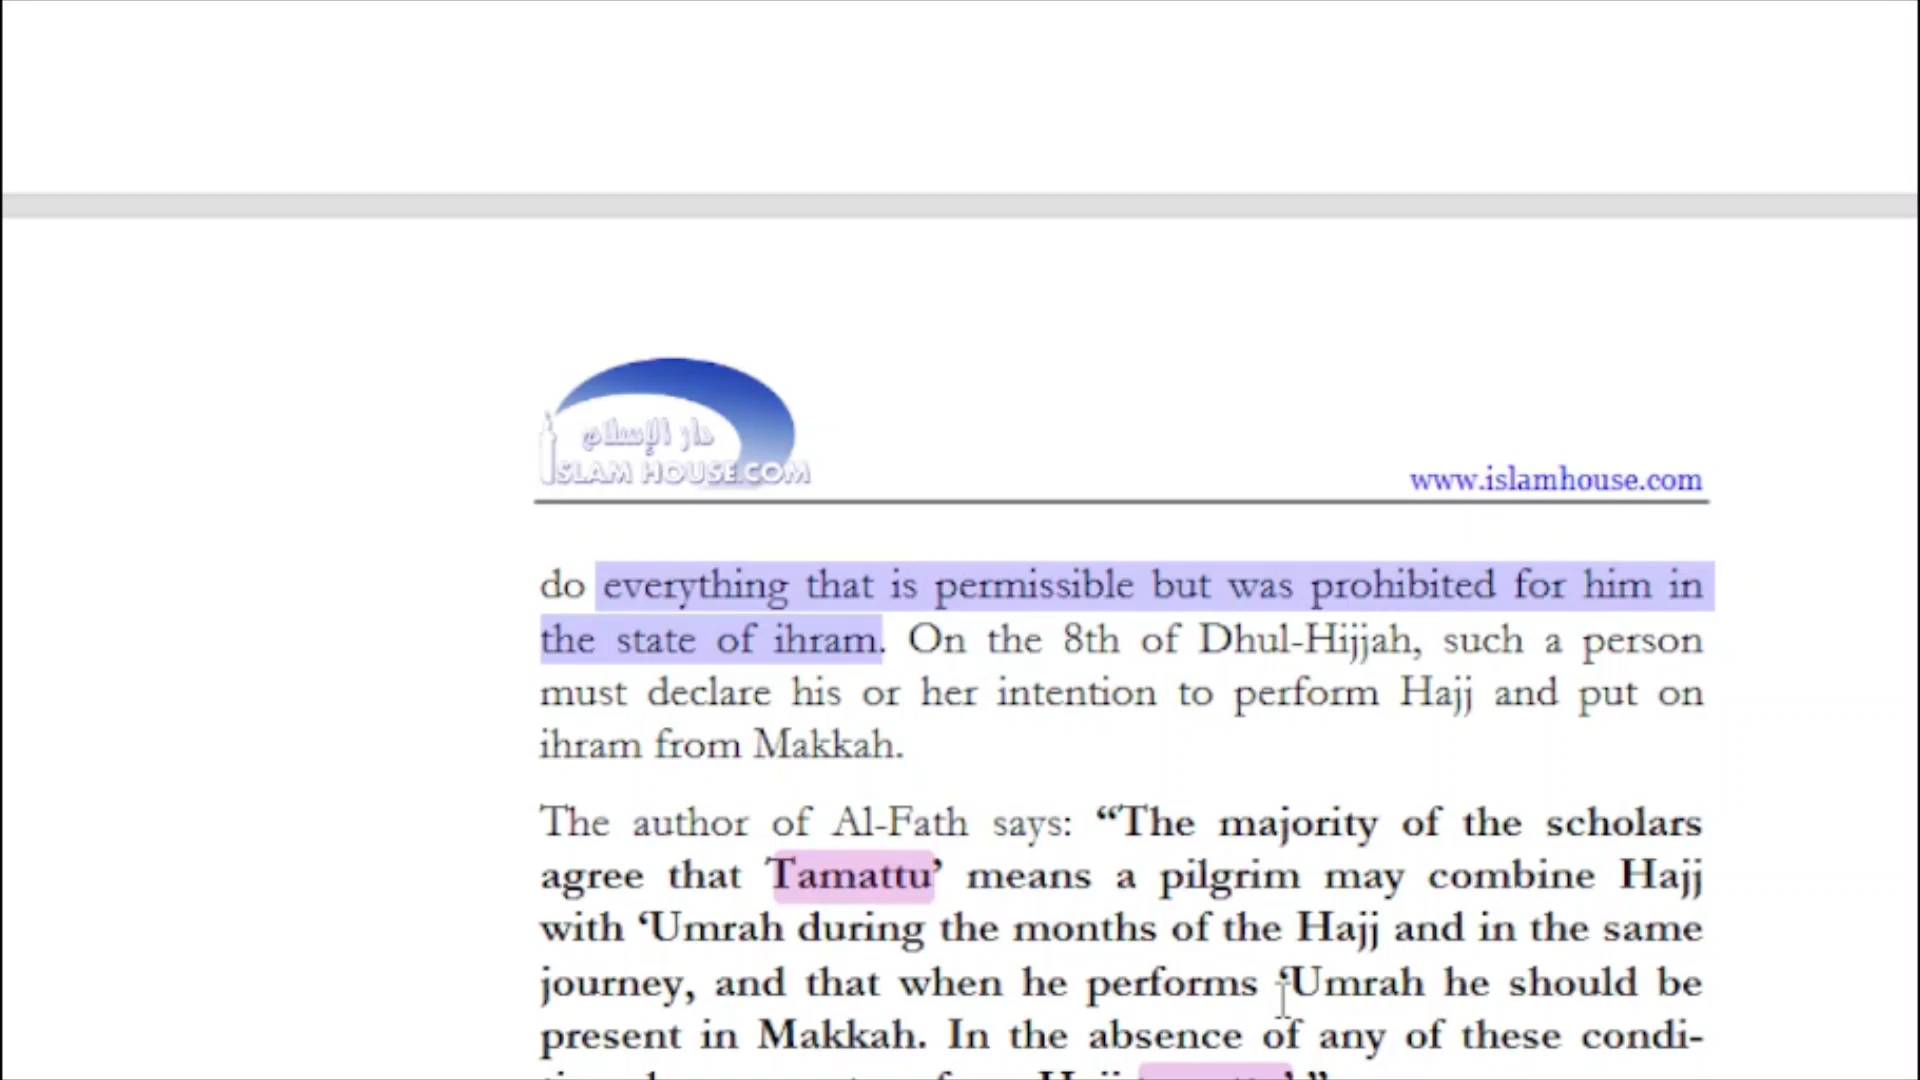 دار الإسلام
ISLAM HOUSE.COM
www.islamhouse.com
do everything that is permissible but was prohibited for him in
the state of ihram. On the 8th of Dhul-Hijjah, such a person
must declare his or her intention to perform Hajj and put on
ihram from Makkah.
The author of Al-Fath says: “The majority of the scholars
agree that Tamattu’ means a pilgrim may combine Hajj
with ‘Umrah during the months of the Hajj and in the same
journey, and that when he performs ‘Umrah he should be
present in Makkah. In the absence of any of these condi-